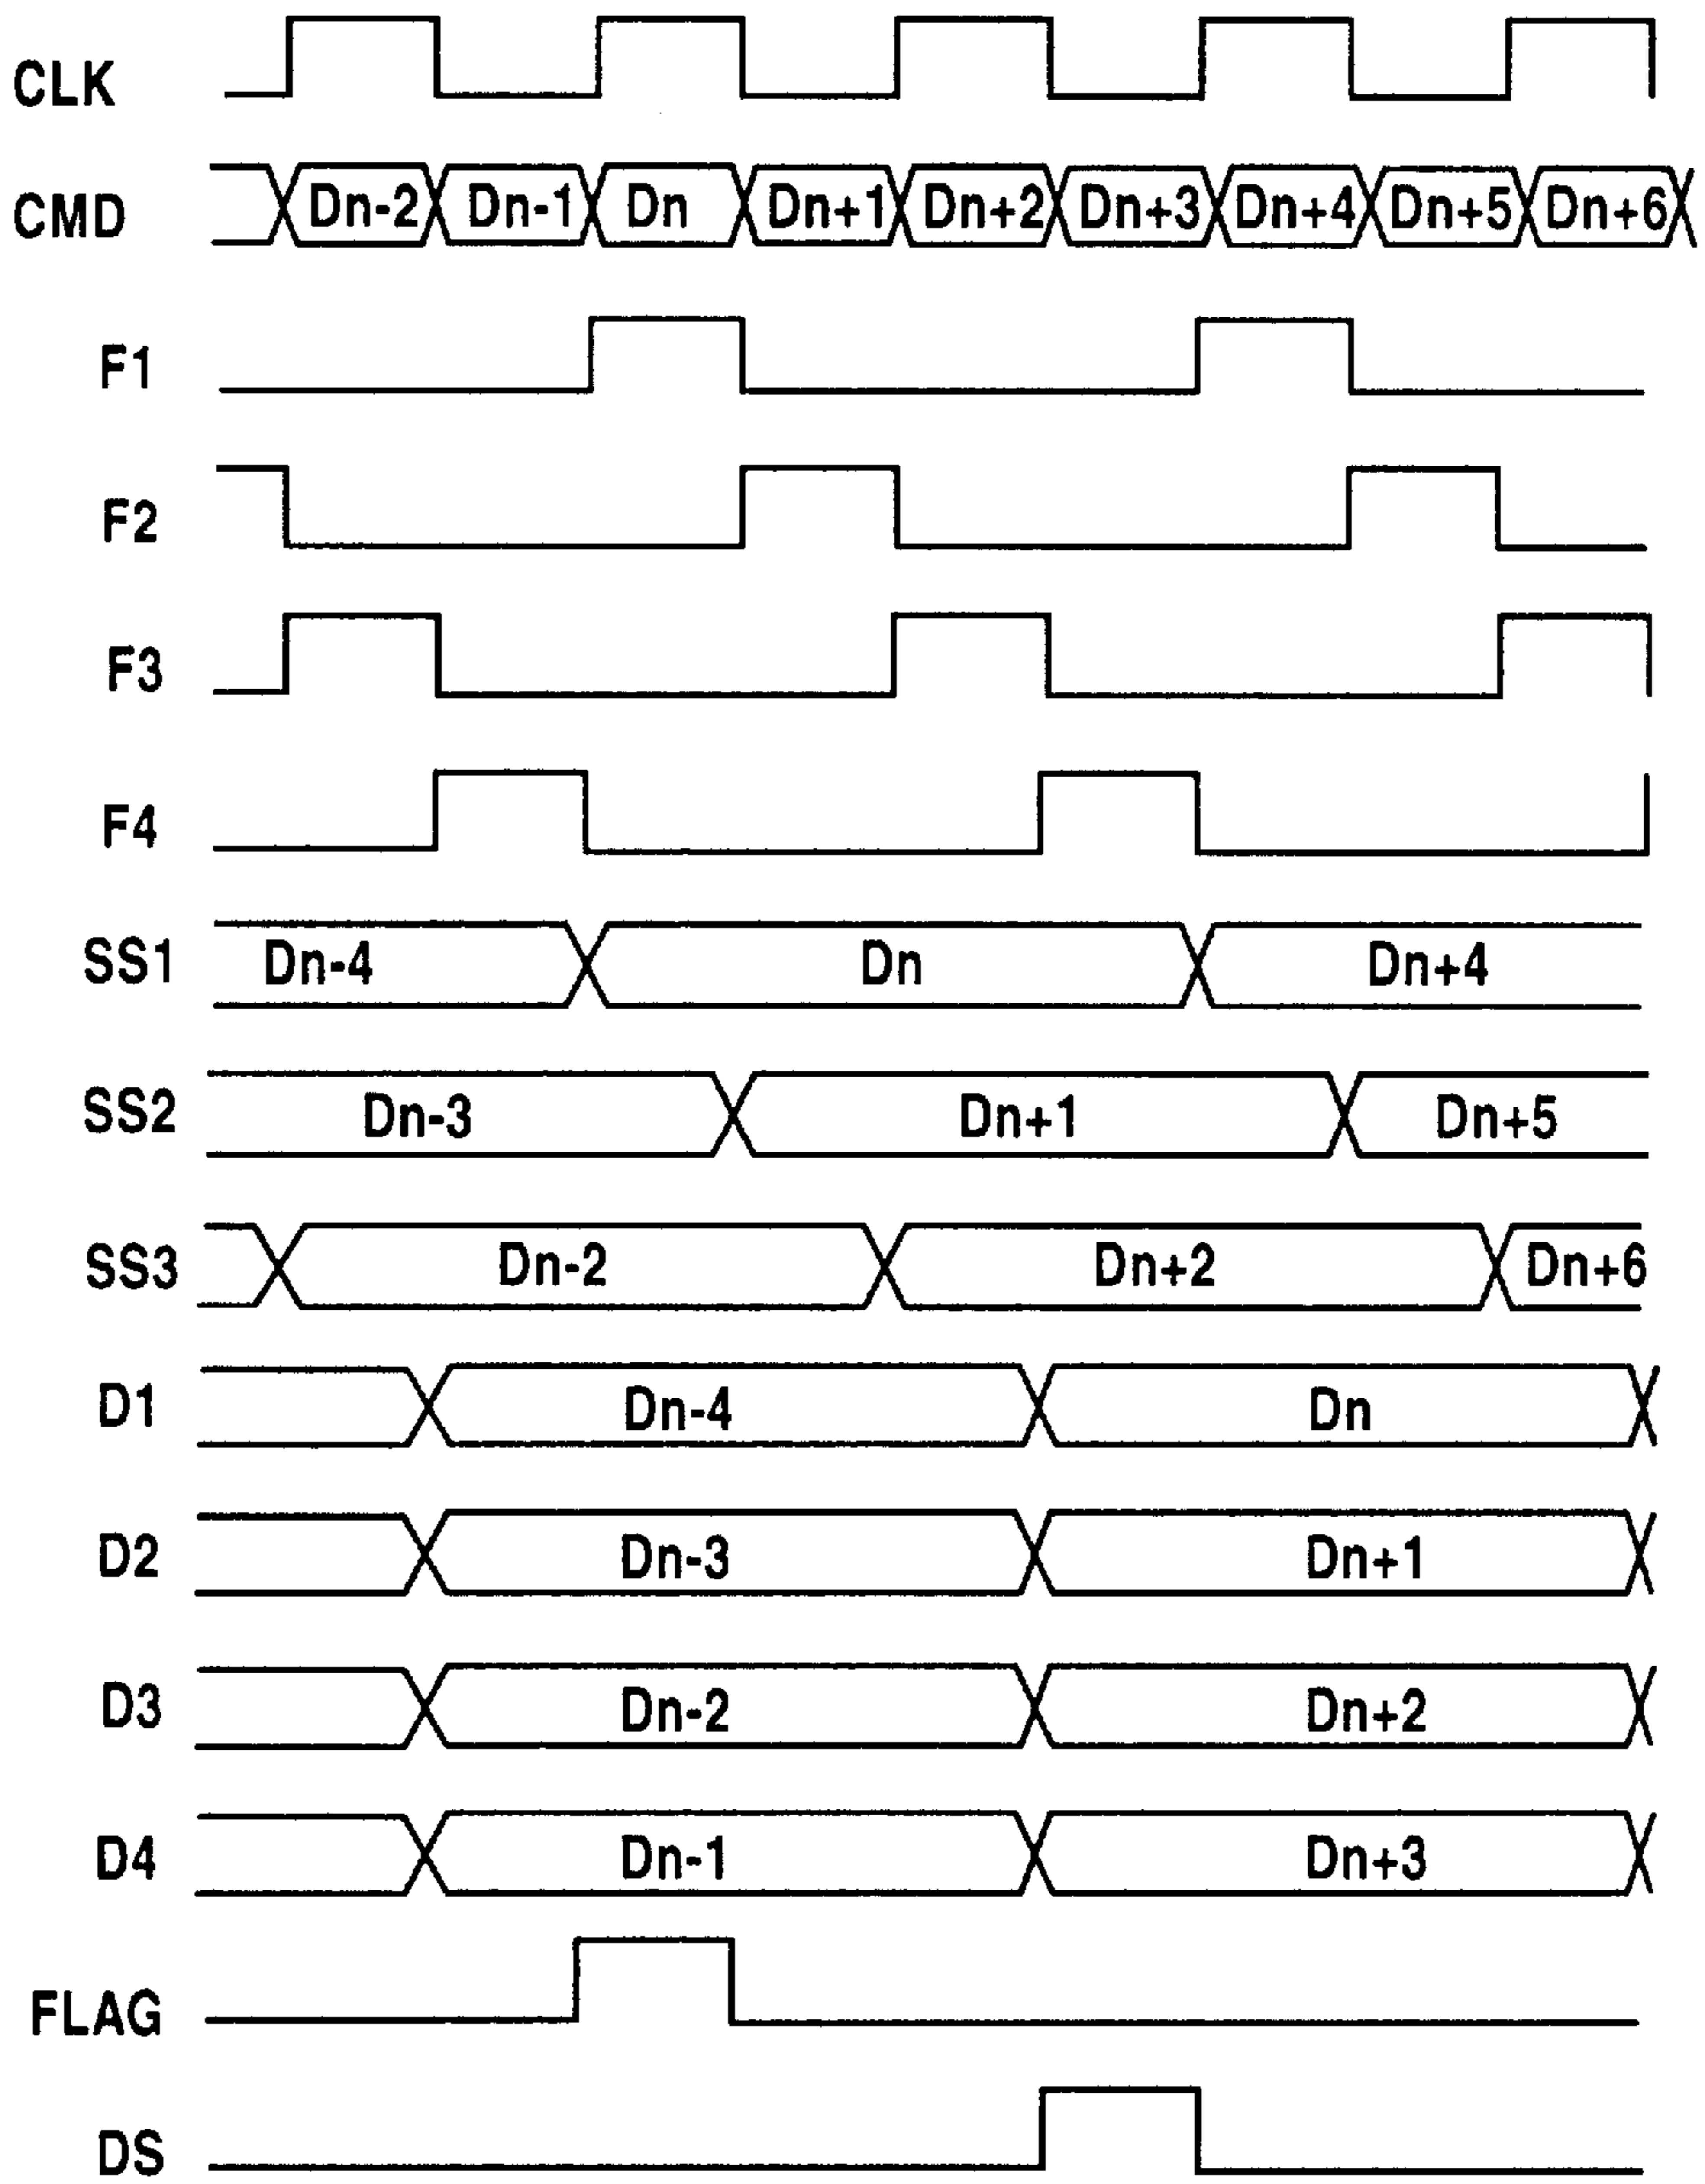 CLK
CMD Dn-2 Dn-1 Dn Dn+1 Dn+2 Dn+3 Dn+4 Dn+5 Dn+6
F1
F2
F3
F4
SS1 Dn-4 Dn Dn+4
SS2 Dn-3 Dn+1 Dn+5
SS3 Dn-2 Dn+2 Dn+6
D1 Dn-4 Dn
D2 Dn-3 Dn+1
D3 Dn-2 Dn+2
D4 Dn-1 Dn+3
FLAG
DS